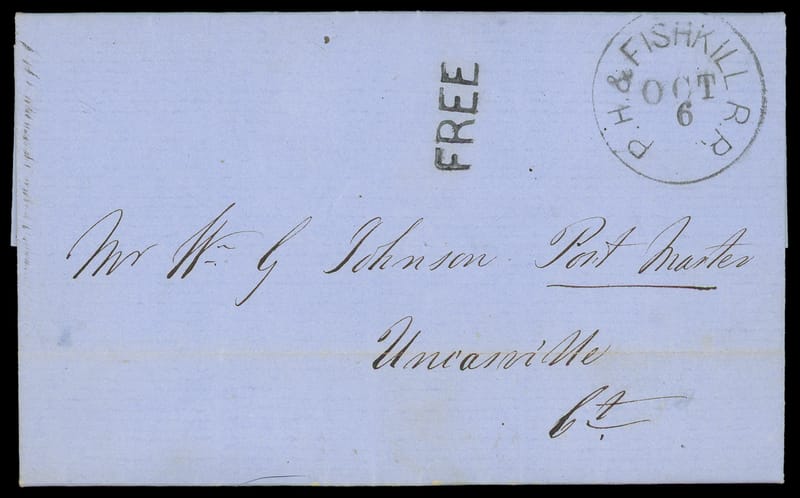 FREE
P. H. & FISHKILL R. R.
OCT
6
Mr Wm G Johnson Post Master
Uncasville
Ct.